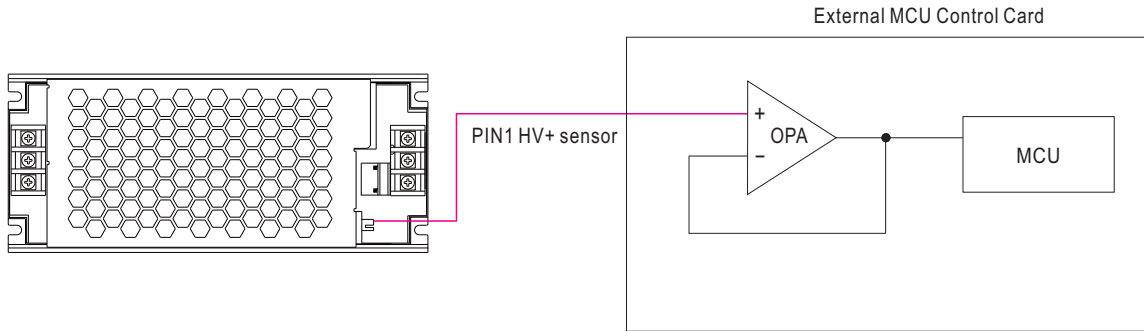 External MCU Control Card
PIN1 HV+ sensor
+
OPA
−
MCU